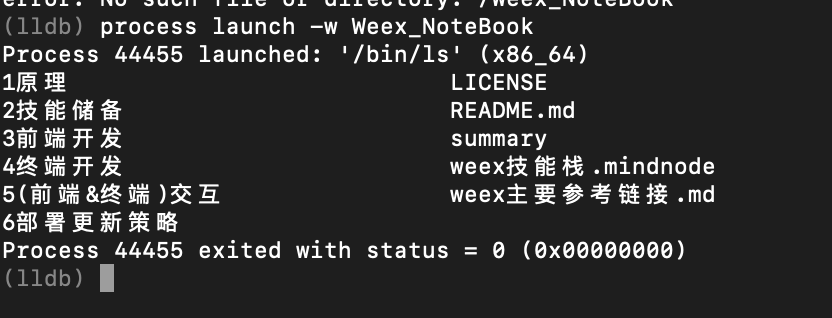 error: No such file or directory: /Weex_NoteBook
(lldb) process launch -w Weex_NoteBook
Process 44455 launched: '/bin/ls' (x86_64)
1原理 LICENSE
2技能储备 README.md
3前端开发 summary
4终端开发 weex技能栈.mindnode
5(前端&终端)交互 weex主要参考链接.md
6部署更新策略
Process 44455 exited with status = 0 (0x00000000)
(lldb)